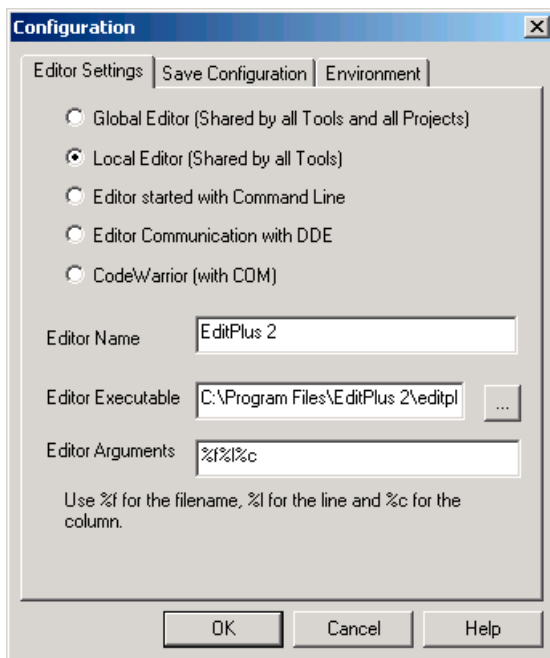 Configuration
Editor Settings
Save Configuration
Environment
Global Editor (Shared by all Tools and all Projects)
Local Editor (Shared by all Tools)
Editor started with Command Line
Editor Communication with DDE
CodeWarrior (with COM)
Editor Name
EditPlus 2
Editor Executable
C:\Program Files\EditPlus 2\editpl
...
Editor Arguments
%f%l%c
Use %f for the filename, %l for the line and %c for the
column.
OK
Cancel
Help